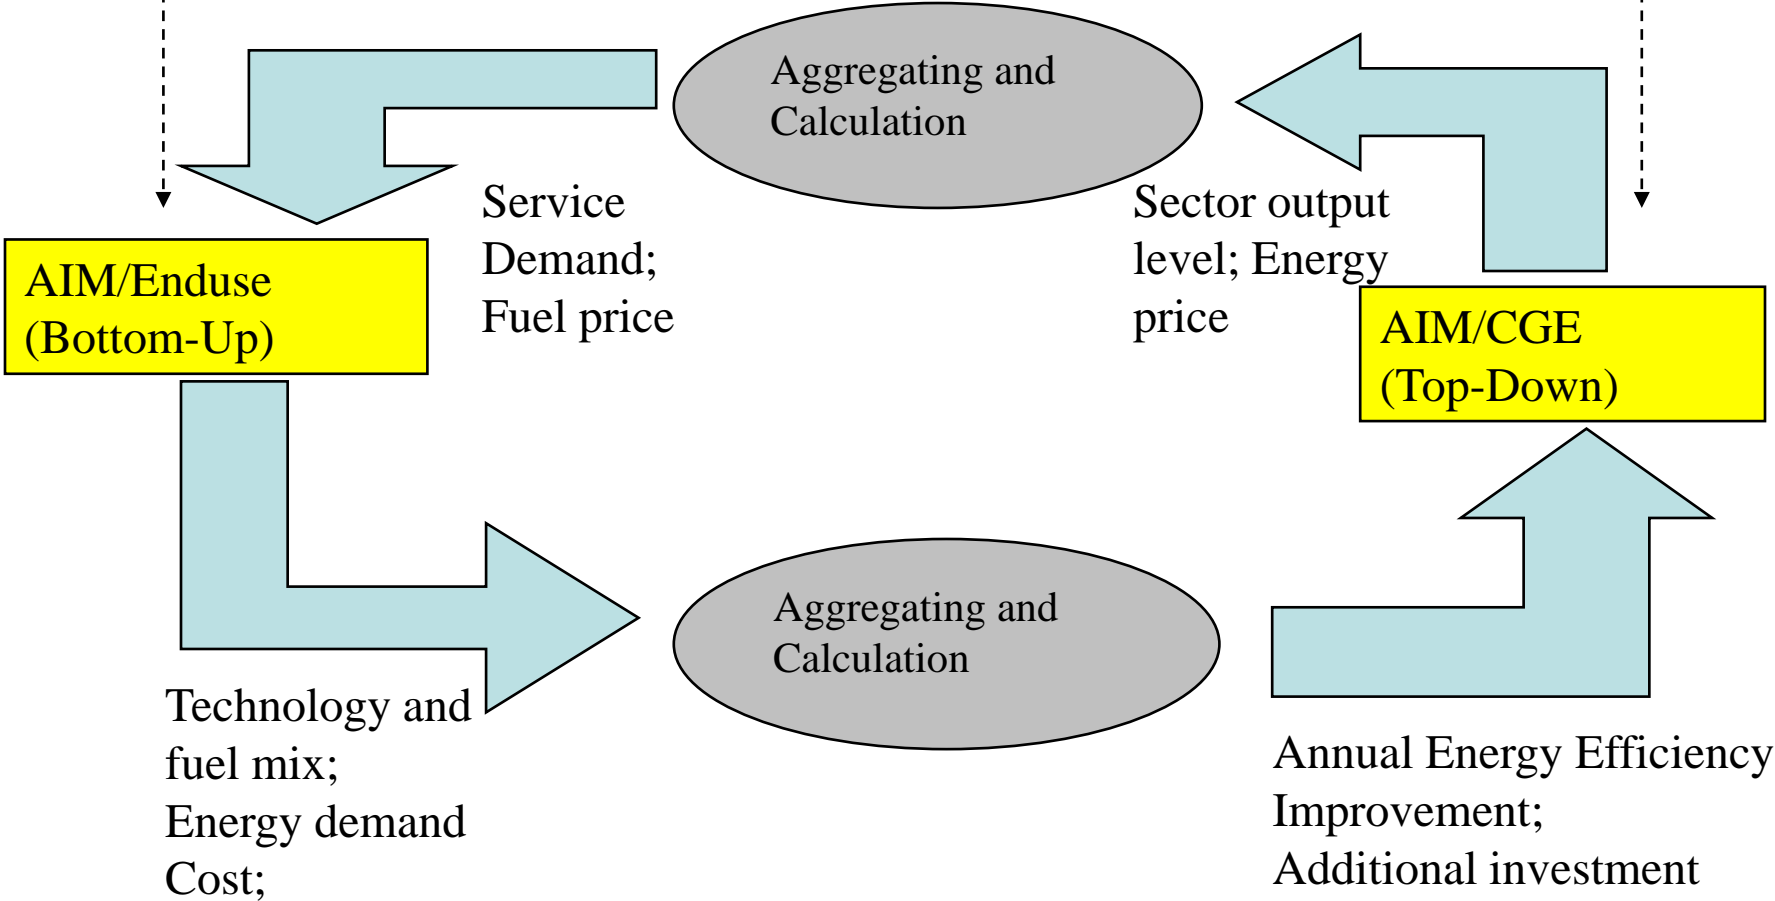 Aggregating and
Calculation
Service
Demand;
Fuel price
Sector output
level; Energy
price
AIM/Enduse
(Bottom-Up)
AIM/CGE
(Top-Down)
Aggregating and
Calculation
Technology and
fuel mix;
Energy demand
Cost;
Annual Energy Efficiency
Improvement;
Additional investment